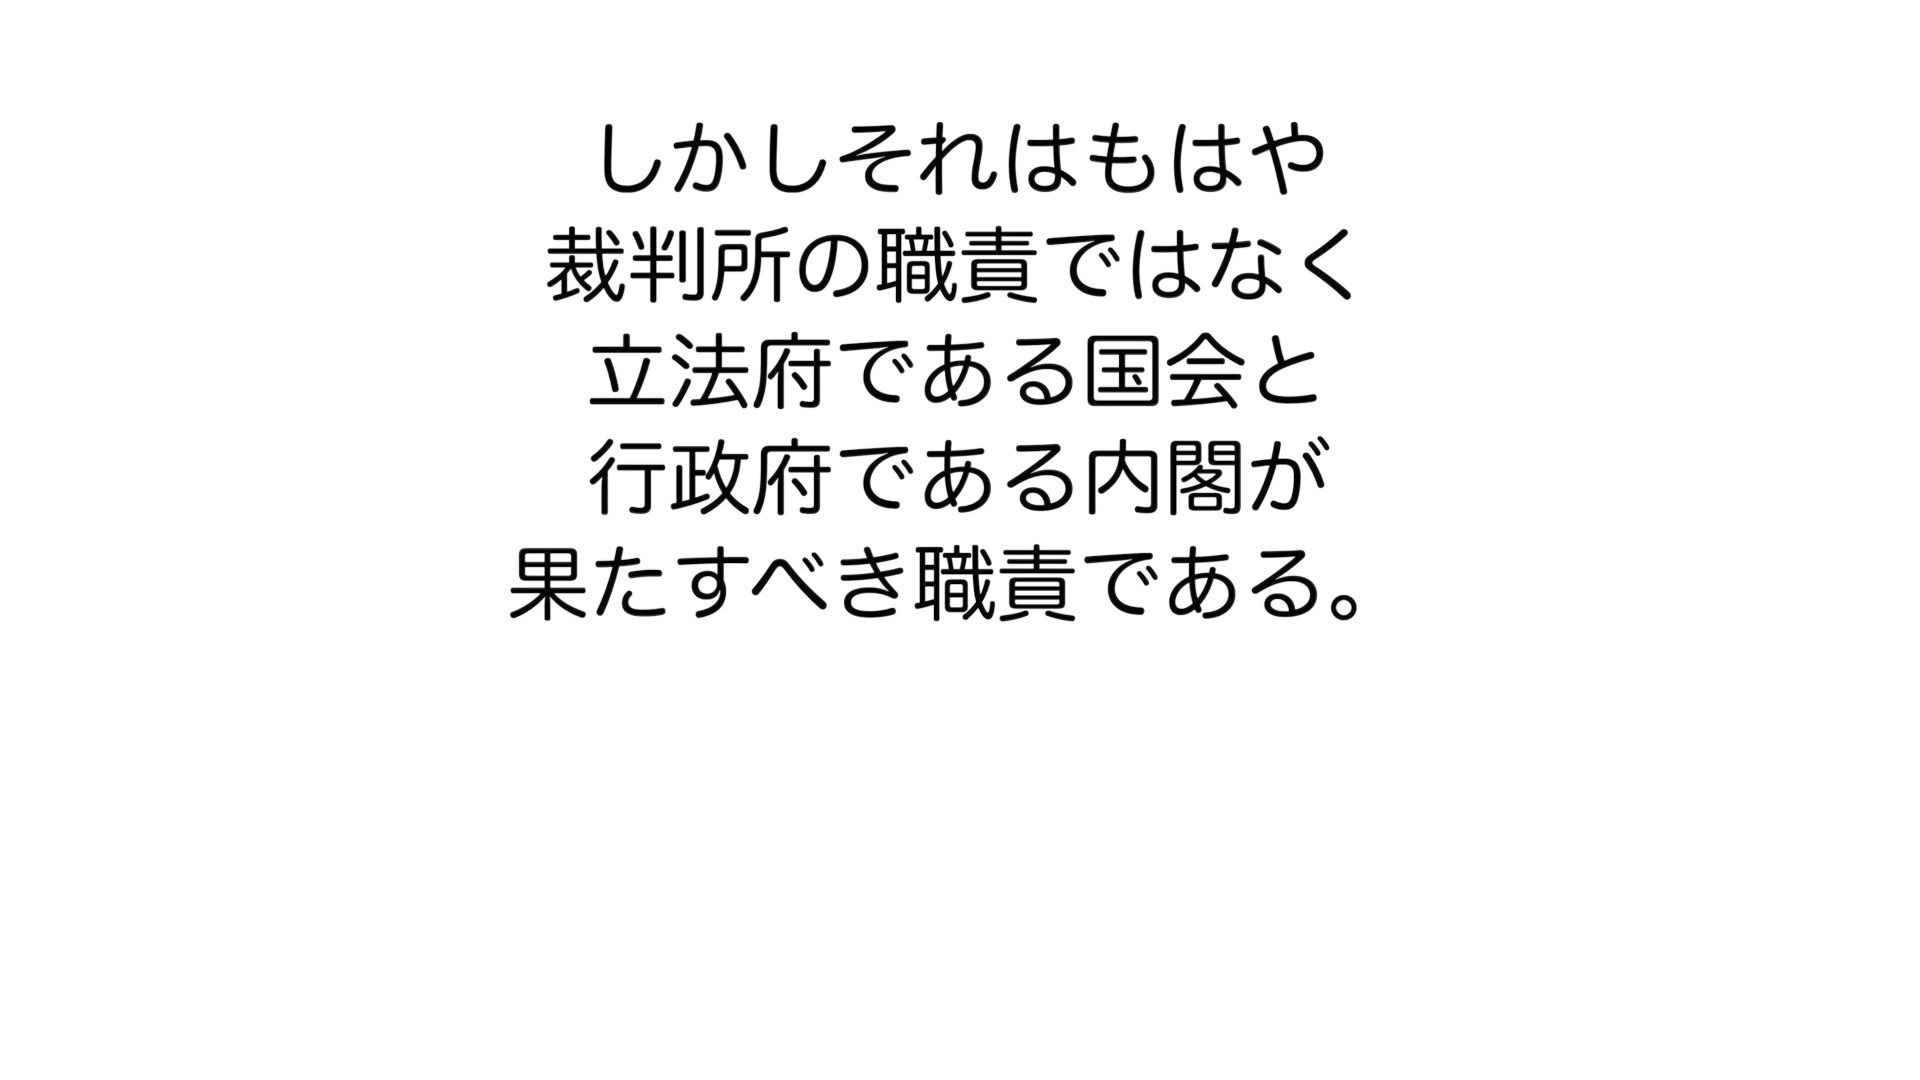 しかしそれはもはや
裁判所の職責ではなく
立法府である国会と
行政府である内閣が
果たすべき職責である。